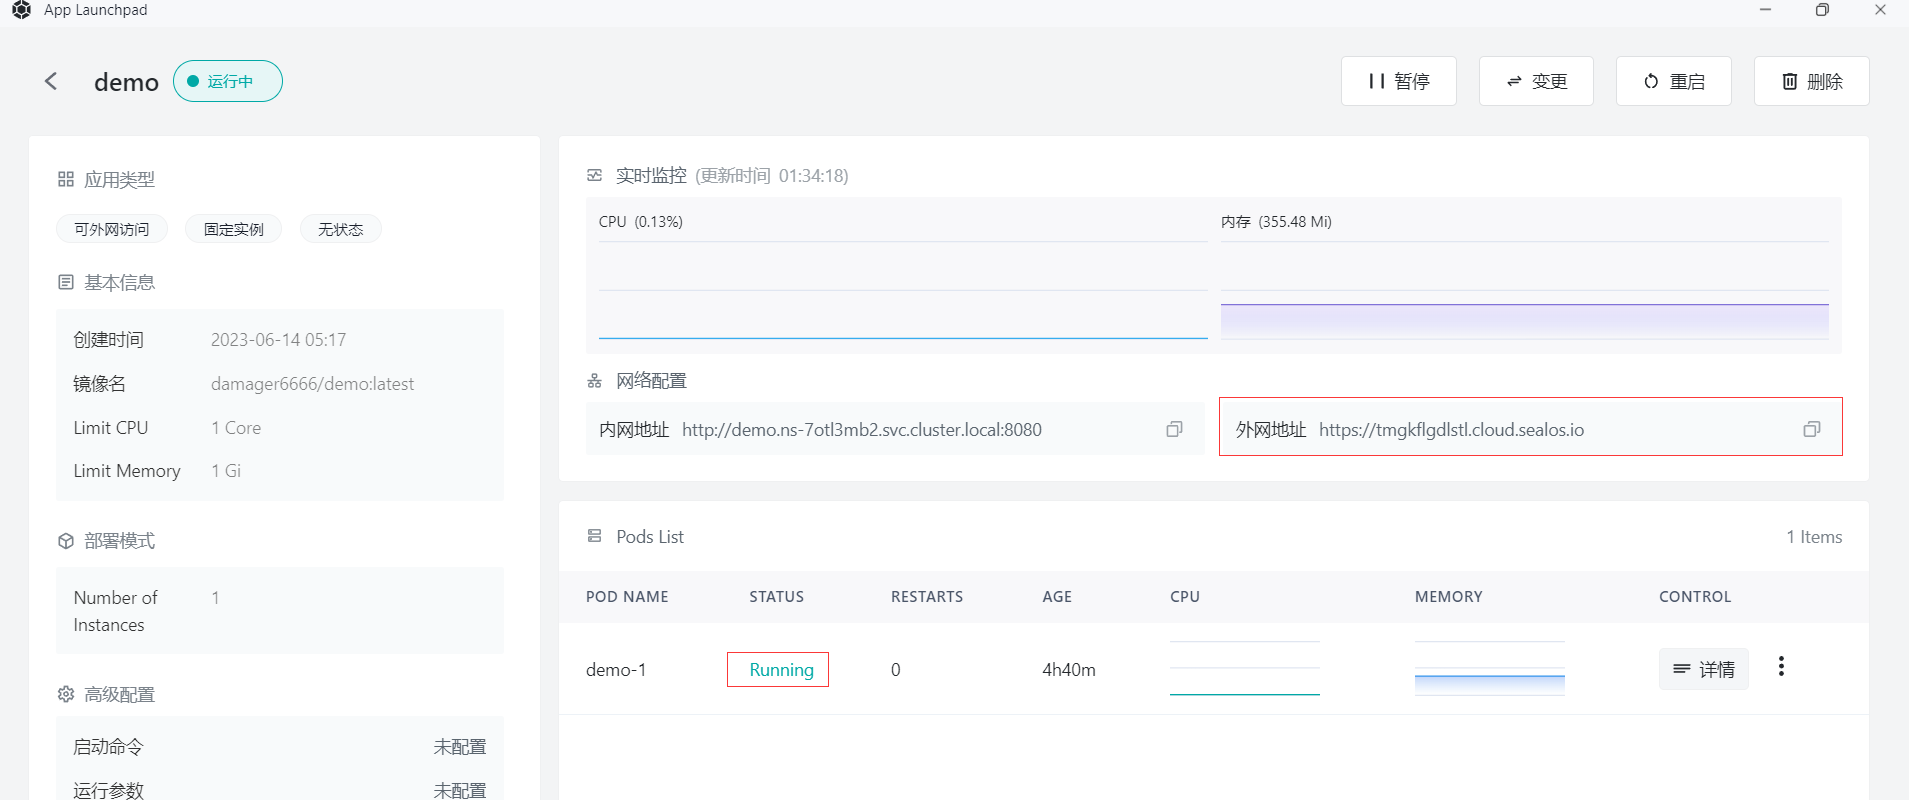 App Launchpad
demo
运行中
暂停
变更
重启
删除
应用类型
可外网访问
固定实例
无状态
基本信息
创建时间 2023-06-14 05:17
镜像名 damager6666/demo:latest
Limit CPU 1 Core
Limit Memory 1 Gi
部署模式
Number of Instances 1
高级配置
启动命令 未配置
运行参数 未配置
实时监控 (更新时间 01:34:18)
CPU (0.13%)
内存 (355.48 Mi)
网络配置
内网地址 http://demo.ns-7otl3mb2.svc.cluster.local:8080
外网地址 https://tmgkflgdlstl.cloud.sealos.io
Pods List
1 Items
POD NAME STATUS RESTARTS AGE CPU MEMORY CONTROL
demo-1 Running 0 4h40m 详情